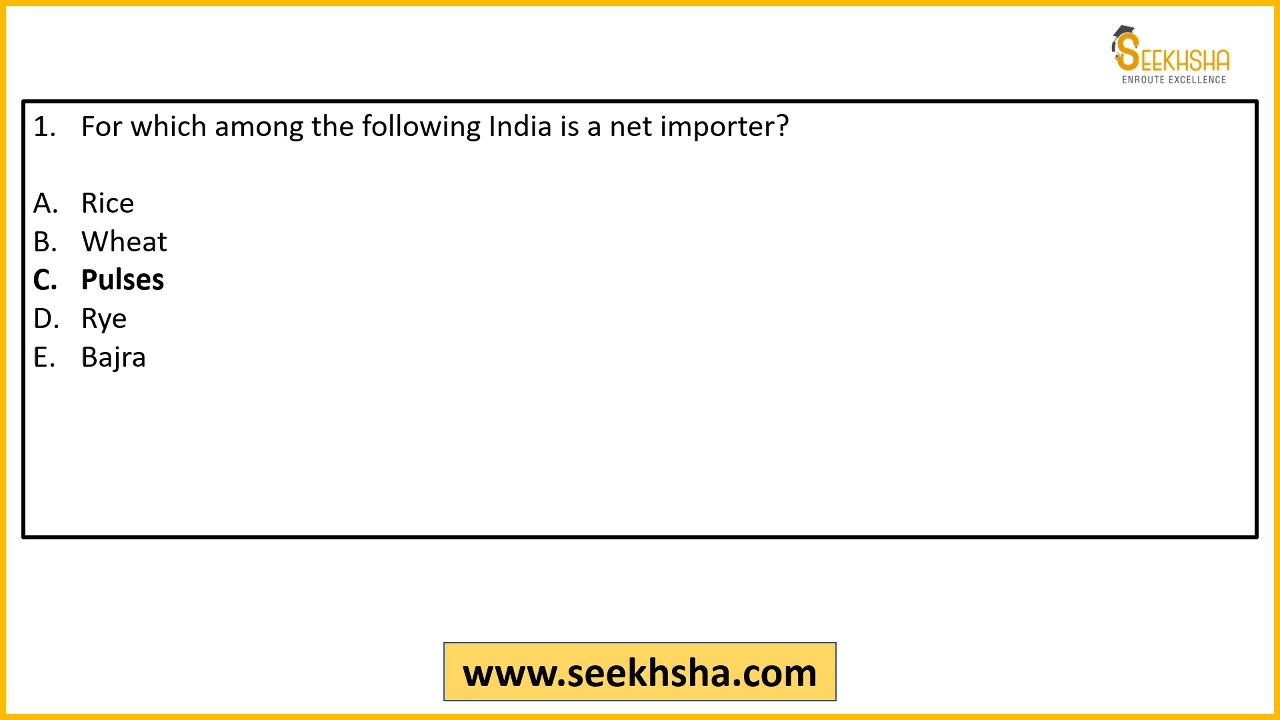 SEEKHSHA
ENROUTE EXCELLENCE
1. For which among the following India is a net importer?
A. Rice
B. Wheat
C. Pulses
D. Rye
E. Bajra
www.seekhsha.com